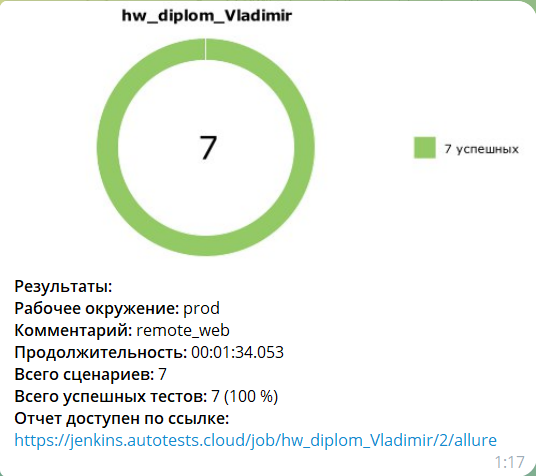 hw_diplom_Vladimir
7
7 успешных
Результаты:
Рабочее окружение: prod
Комментарий: remote_web
Продолжительность: 00:01:34.053
Всего сценариев: 7
Всего успешных тестов: 7 (100 %)
Отчет доступен по ссылке:
https://jenkins.autotests.cloud/job/hw_diplom_Vladimir/2/allure
1:17